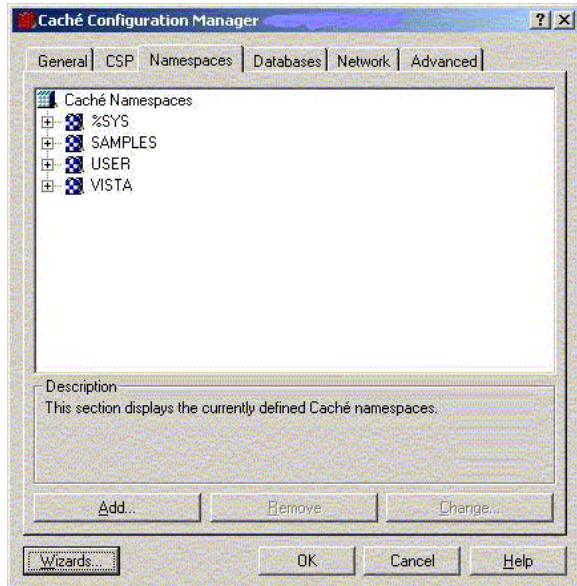 Caché Configuration Manager
General CSP Namespaces Databases Network Advanced
Caché Namespaces
%SYS
SAMPLES
USER
VISTA
Description
This section displays the currently defined Caché namespaces.
Add... Remove Change...
Wizards... OK Cancel Help